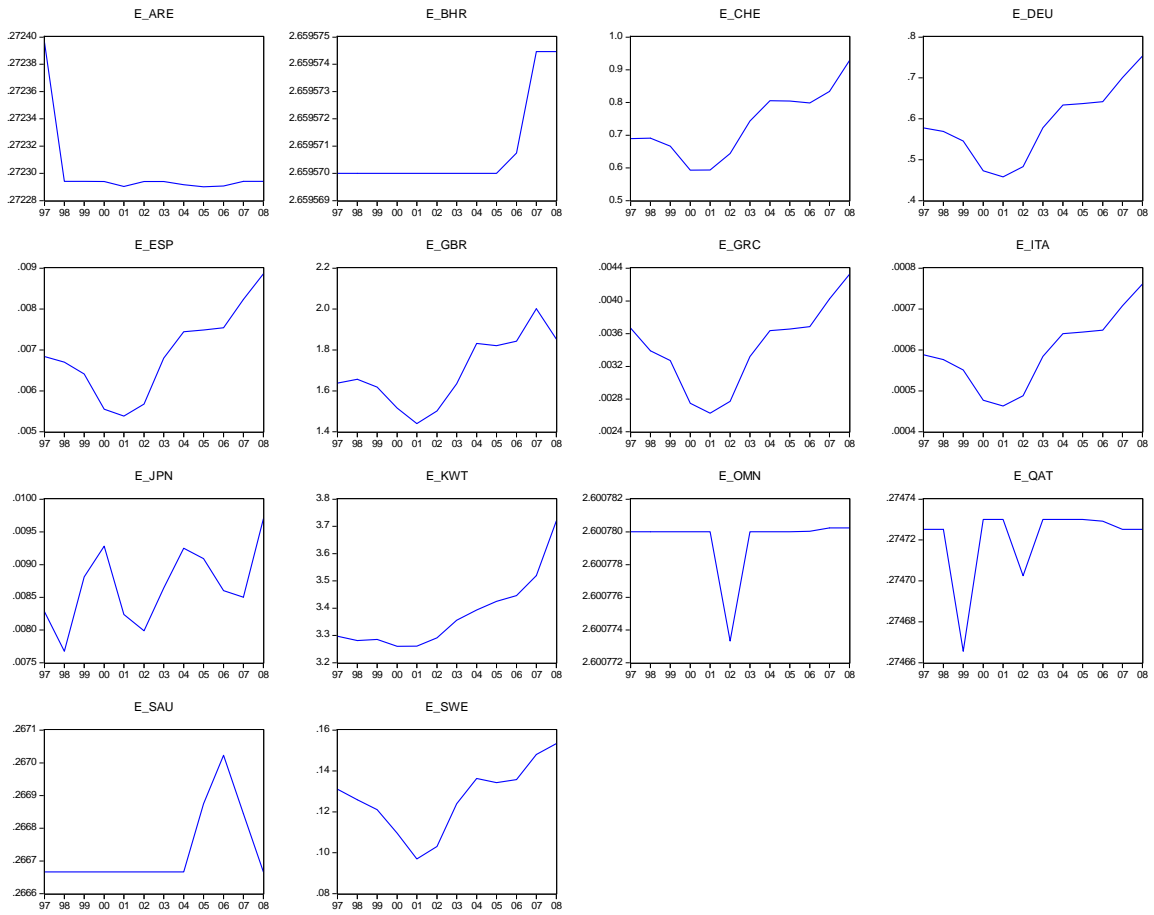 E_ARE
.27240
.27238
.27236
.27234
.27232
.27230
.27228
97 98 99 00 01 02 03 04 05 06 07 08
E_BHR
2.659575
2.659574
2.659573
2.659572
2.659571
2.659570
2.659569
97 98 99 00 01 02 03 04 05 06 07 08
E_CHE
1.0
0.9
0.8
0.7
0.6
0.5
97 98 99 00 01 02 03 04 05 06 07 08
E_DEU
.8
.7
.6
.5
.4
97 98 99 00 01 02 03 04 05 06 07 08
E_ESP
.009
.008
.007
.006
.005
97 98 99 00 01 02 03 04 05 06 07 08
E_GBR
2.2
2.0
1.8
1.6
1.4
97 98 99 00 01 02 03 04 05 06 07 08
E_GRC
.0044
.0040
.0036
.0032
.0028
.0024
97 98 99 00 01 02 03 04 05 06 07 08
E_ITA
.0008
.0007
.0006
.0005
.0004
97 98 99 00 01 02 03 04 05 06 07 08
E_JPN
.0100
.0095
.0090
.0085
.0080
.0075
97 98 99 00 01 02 03 04 05 06 07 08
E_KWT
3.8
3.7
3.6
3.5
3.4
3.3
3.2
97 98 99 00 01 02 03 04 05 06 07 08
E_OMN
2.600782
2.600780
2.600778
2.600776
2.600774
2.600772
97 98 99 00 01 02 03 04 05 06 07 08
E_QAT
.27474
.27472
.27470
.27468
.27466
97 98 99 00 01 02 03 04 05 06 07 08
E_SAU
.2671
.2670
.2669
.2668
.2667
.2666
97 98 99 00 01 02 03 04 05 06 07 08
E_SWE
.16
.14
.12
.10
.08
97 98 99 00 01 02 03 04 05 06 07 08